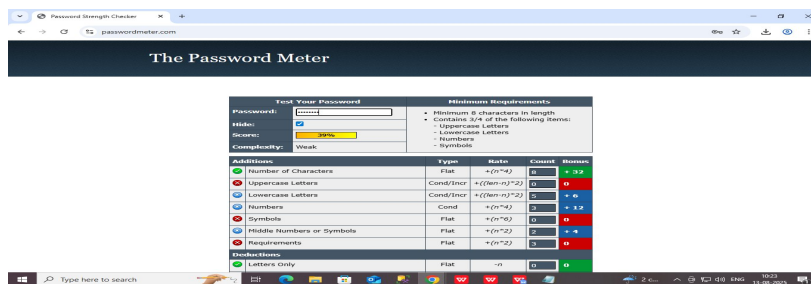 Password Strength Checker
passwordmeter.com
The Password Meter
Test Your Password Minimum Requirements
Password: ••••••••
• Minimum 8 characters in length
• Contains 3/4 of the following items:
Hide: - Uppercase Letters
- Lowercase Letters
Score: 39% - Numbers
Complexity: Weak - Symbols
Additions Type Rate Count Bonus
Number of Characters Flat +(n*4) 8 + 32
Uppercase Letters Cond/Incr +((len-n)*2) 0 0
Lowercase Letters Cond/Incr +((len-n)*2) 5 + 6
Numbers Cond +(n*4) 3 + 12
Symbols Flat +(n*6) 0 0
Middle Numbers or Symbols Flat +(n*2) 2 + 4
Requirements Flat +(n*2) 3 0
Deductions
Letters Only Flat -n 0 0
Type here to search ENG 10:23
13-08-2025